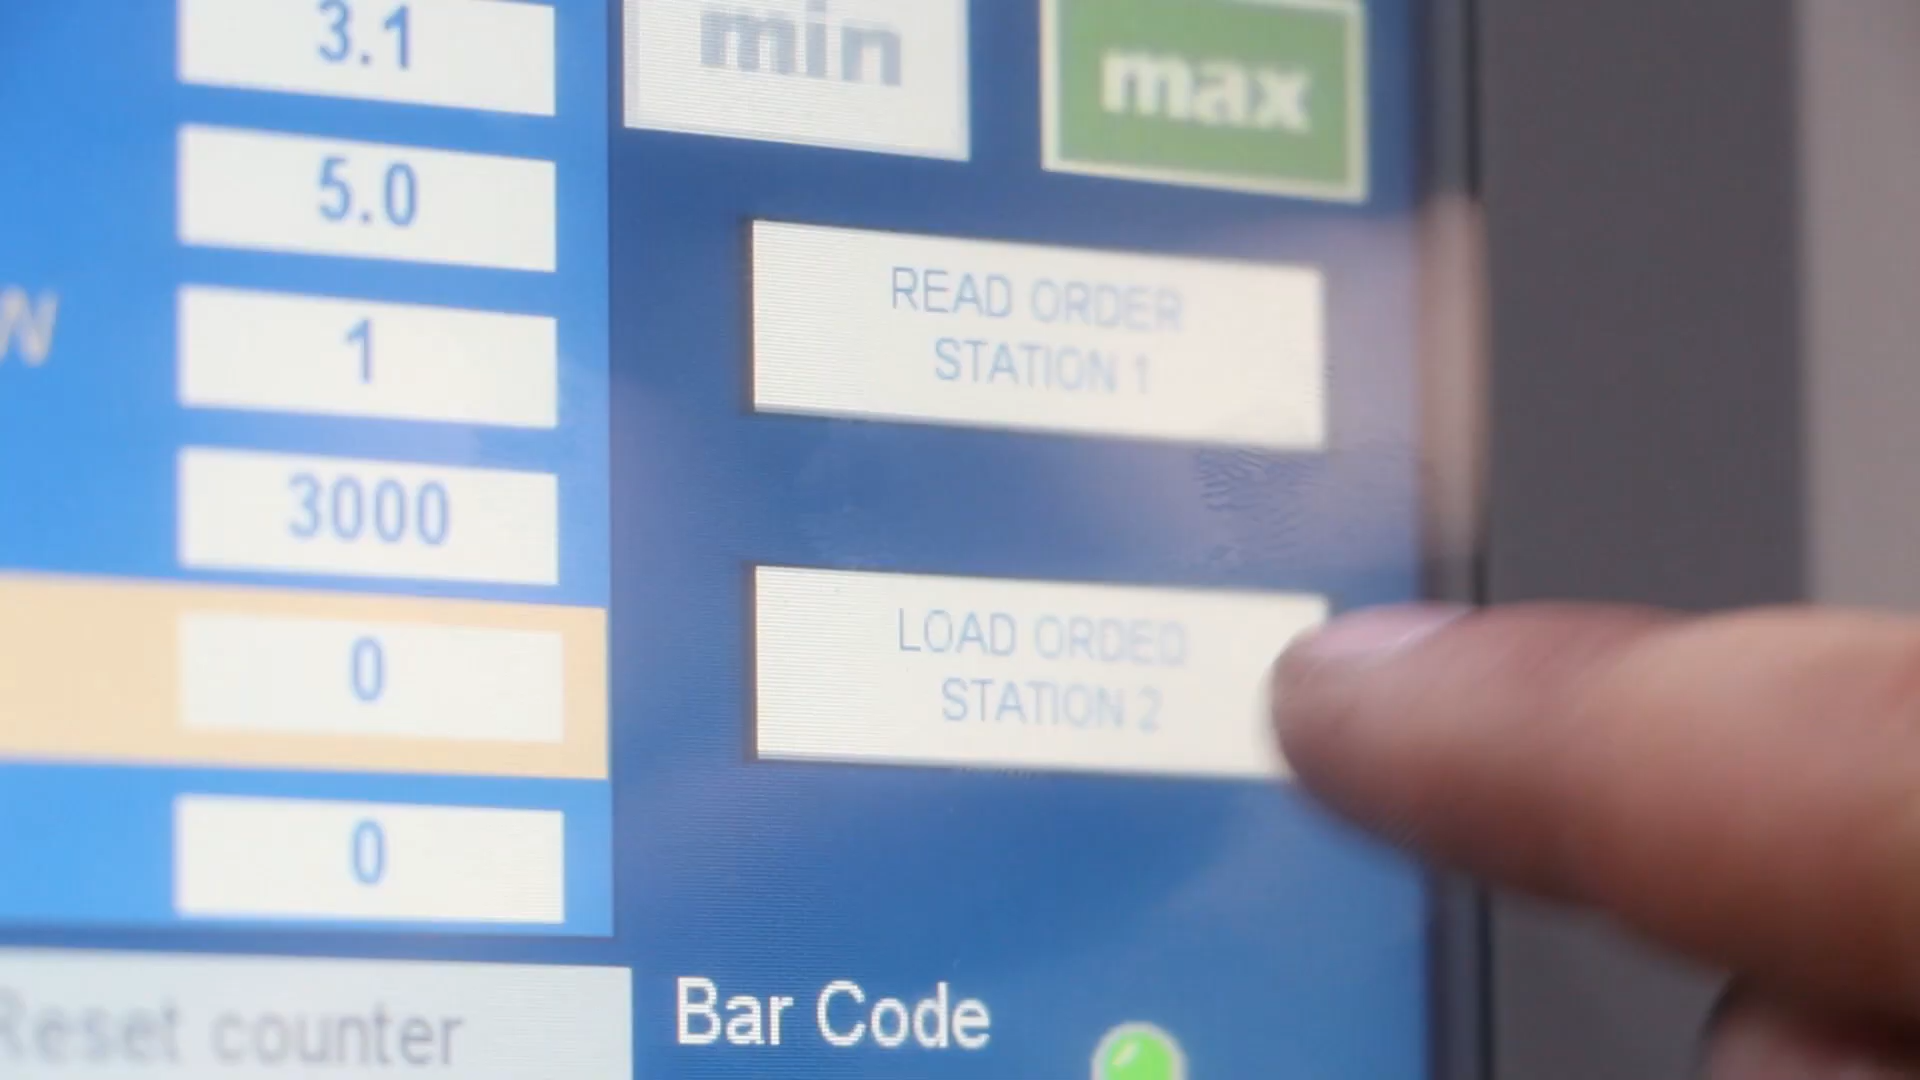 3.1
5.0
1
3000
0
0
min
max
READ ORDER
STATION 1
LOAD ORDED
STATION 2
Reset counter
Bar Code